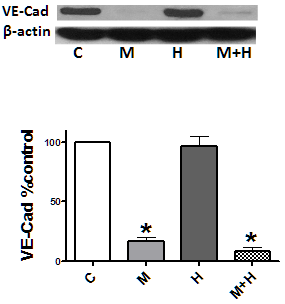 VE-Cad
β-actin
C M H M+H
VE-Cad %control
100
50
0
* *
C M H M+H